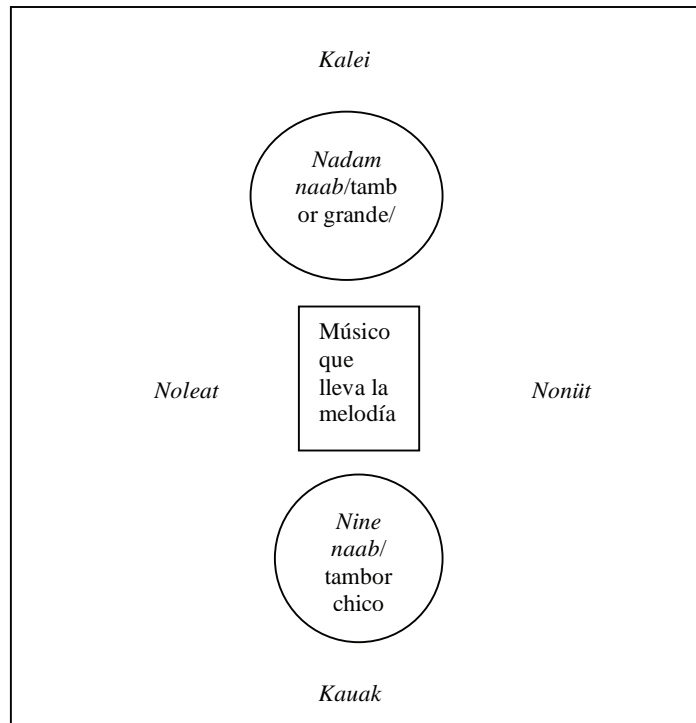 Kalei
Nadam
naab/tamb
or grande/
Músico
que
lleva la
melodía
Noleat
Nonüt
Nine
naab/
tambor
chico
Kauak